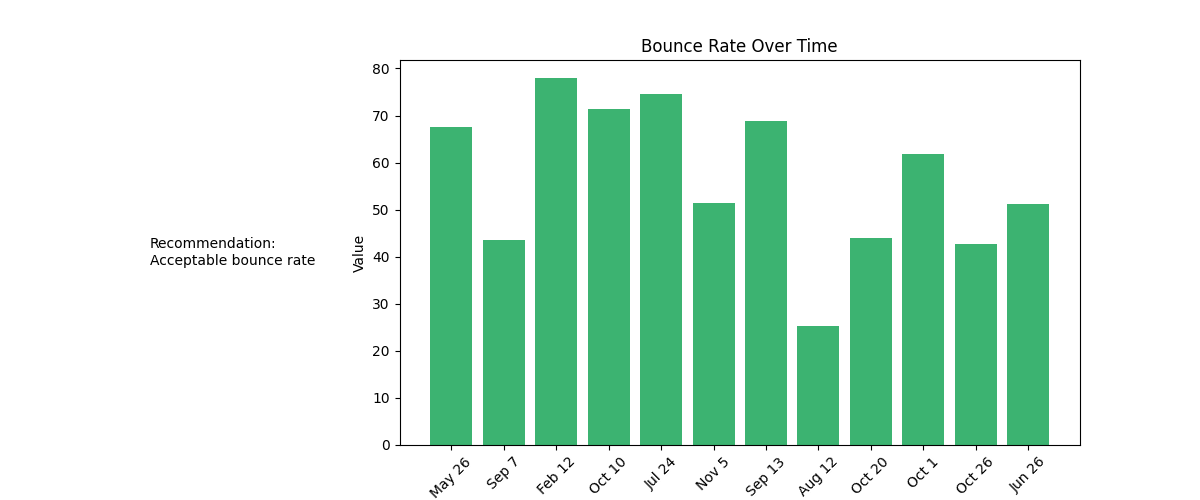 Bounce Rate Over Time
Recommendation:
Acceptable bounce rate
Value
80
70
60
50
40
30
20
10
0
May 26
Sep 7
Feb 12
Oct 10
Jul 24
Nov 5
Sep 13
Aug 12
Oct 20
Oct 1
Oct 26
Jun 26